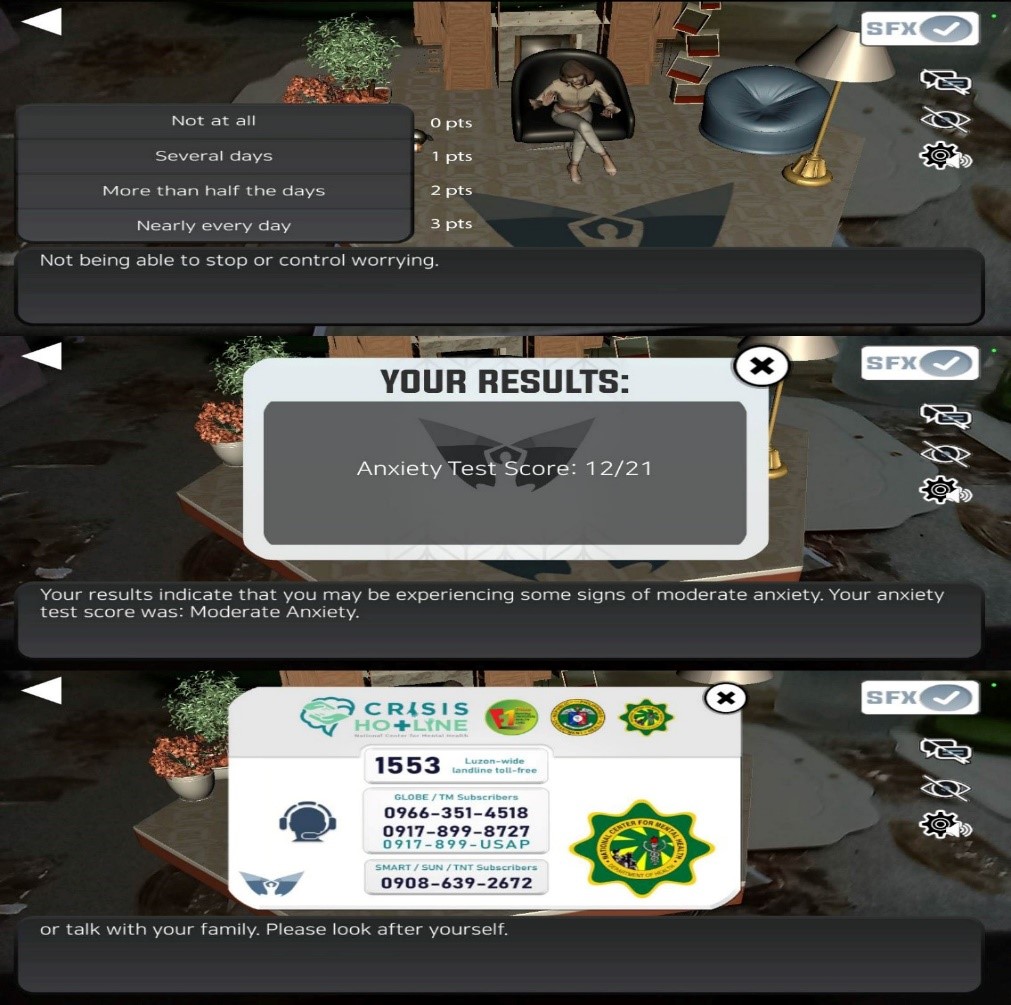 SFX
Not at all
0 pts
Several days
1 pts
More than half the days
2 pts
Nearly every day
3 pts
Not being able to stop or control worrying.
SFX
YOUR RESULTS:
Anxiety Test Score: 12/21
Your results indicate that you may be experiencing some signs of moderate anxiety. Your anxiety
test score was: Moderate Anxiety.
SFX
CRISIS
HOTLINE
National Center for Mental Health
1553
Luzon-wide
landline toll-free
GLOBE / TM Subscribers
0966-351-4518
0917-899-8727
0917-899-USAP
SMART / SUN / TNT Subscribers
0908-639-2672
NATIONAL CENTER FOR MENTAL HEALTH
DEPARTMENT OF HEALTH
or talk with your family. Please look after yourself.